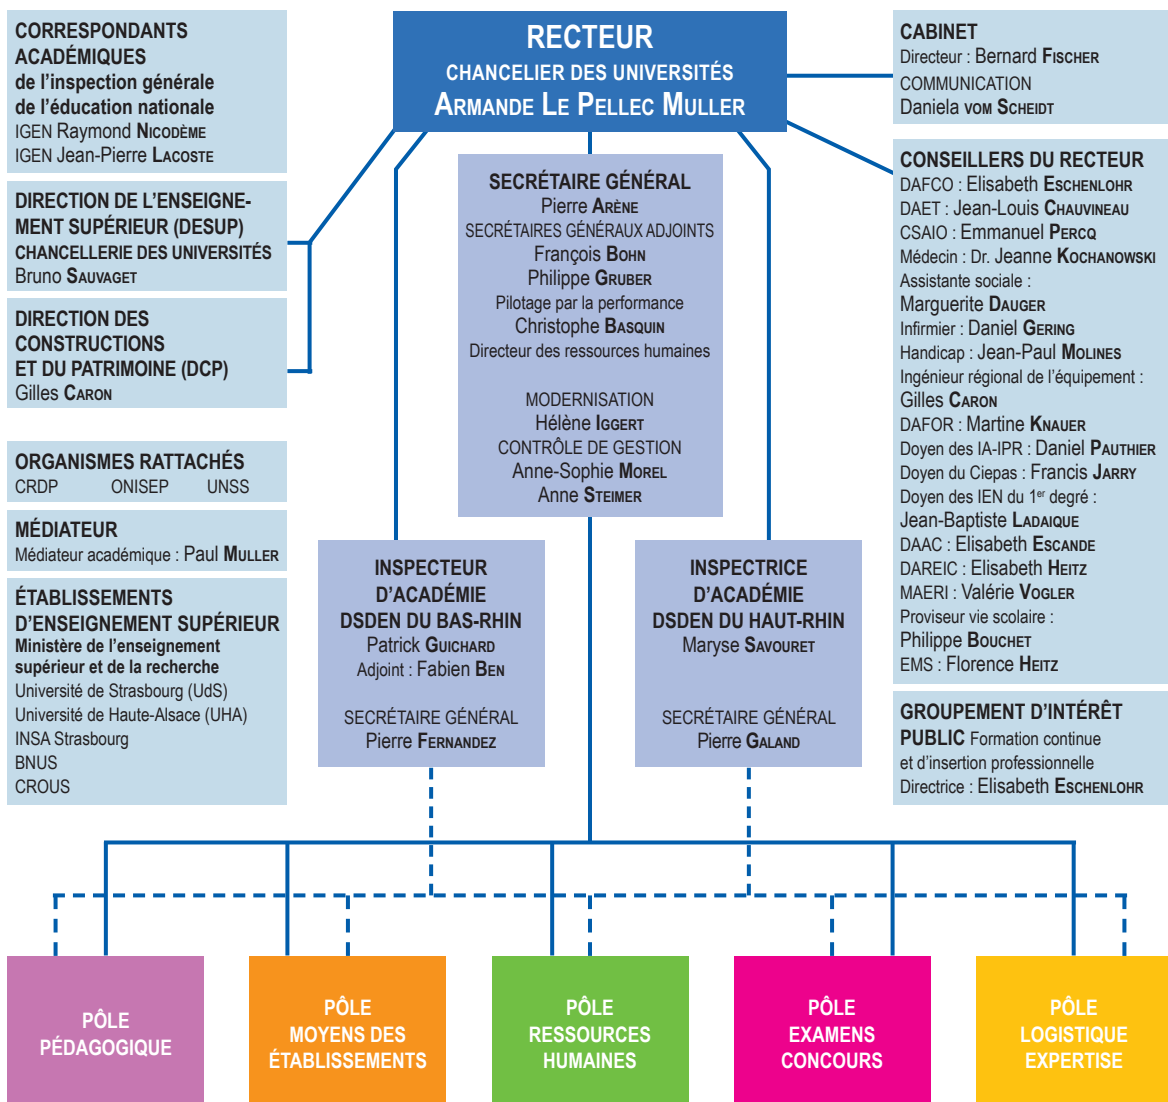 CORRESPONDANTS
ACADÉMIQUES
de l’inspection générale
de l’éducation nationale
IGEN Raymond NICODÈME
IGEN Jean-Pierre LACOSTE
DIRECTION DE L’ENSEIGNE-
MENT SUPÉRIEUR (DESUP)
CHANCELLERIE DES UNIVERSITÉS
Bruno SAUVAGET
DIRECTION DES
CONSTRUCTIONS
ET DU PATRIMOINE (DCP)
Gilles CARON
ORGANISMES RATTACHÉS
CRDP ONISEP UNSS
MÉDIATEUR
Médiateur académique : Paul MULLER
ÉTABLISSEMENTS
D’ENSEIGNEMENT SUPÉRIEUR
Ministère de l’enseignement
supérieur et de la recherche
Université de Strasbourg (UdS)
Université de Haute-Alsace (UHA)
INSA Strasbourg
BNUS
CROUS
RECTEUR
CHANCELIER DES UNIVERSITÉS
ARMANDE LE PELLEC MULLER
SECRÉTAIRE GÉNÉRAL
Pierre ARÈNE
SECRÉTAIRES GÉNÉRAUX ADJOINTS
François BOHN
Philippe GRUBER
Pilotage par la performance
Christophe BASQUIN
Directeur des ressources humaines
MODERNISATION
Hélène IGGERT
CONTRÔLE DE GESTION
Anne-Sophie MOREL
Anne STEIMER
INSPECTEUR
D’ACADÉMIE
DSDEN DU BAS-RHIN
Patrick GUICHARD
Adjoint : Fabien BEN
SECRÉTAIRE GÉNÉRAL
Pierre FERNANDEZ
INSPECTRICE
D’ACADÉMIE
DSDEN DU HAUT-RHIN
Maryse SAVOURET
SECRÉTAIRE GÉNÉRAL
Pierre GALAND
CABINET
Directeur : Bernard FISCHER
COMMUNICATION
Daniela VOM SCHEIDT
CONSEILLERS DU RECTEUR
DAFCO : Elisabeth ESCHENLOHR
DAET : Jean-Louis CHAUVINEAU
CSAIO : Emmanuel PERCQ
Médecin : Dr. Jeanne KOCHANOWSKI
Assistante sociale :
Marguerite DAUGER
Infirmier : Daniel GERING
Handicap : Jean-Paul MOLINES
Ingénieur régional de l’équipement :
Gilles CARON
DAFOR : Martine KNAUER
Doyen des IA-IPR : Daniel PAUTHIER
Doyen du Ciepas : Francis JARRY
Doyen des IEN du 1er degré :
Jean-Baptiste LADAIQUE
DAAC : Elisabeth ESCANDE
DAREIC : Elisabeth HEITZ
MAERI : Valérie VOGLER
Proviseur vie scolaire :
Philippe BOUCHET
EMS : Florence HEITZ
GROUPEMENT D’INTÉRÊT
PUBLIC Formation continue
et d’insertion professionnelle
Directrice : Elisabeth ESCHENLOHR
PÔLE
PÉDAGOGIQUE
PÔLE
MOYENS DES
ÉTABLISSEMENTS
PÔLE
RESSOURCES
HUMAINES
PÔLE
EXAMENS
CONCOURS
PÔLE
LOGISTIQUE
EXPERTISE